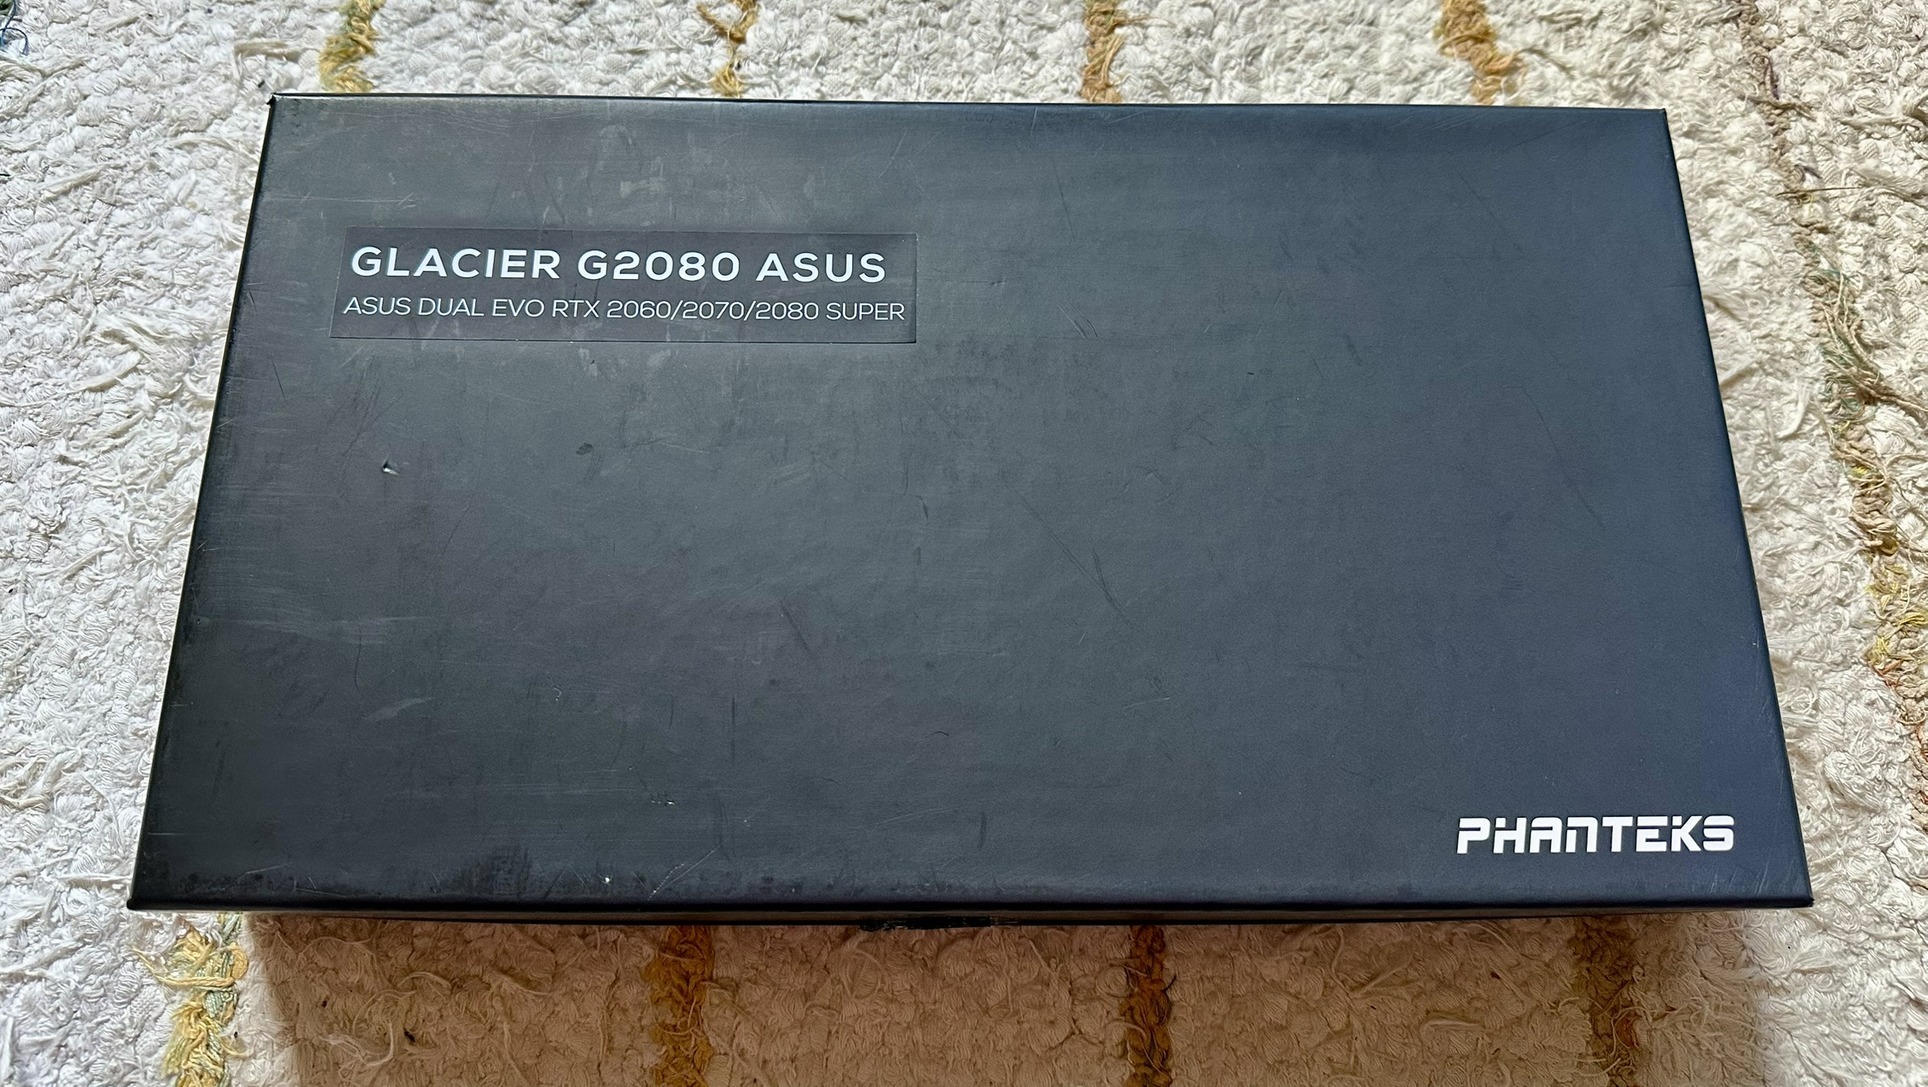 GLACIER G2080 ASUS
ASUS DUAL EVO RTX 2060/2070/2080 SUPER
PHANTEKS